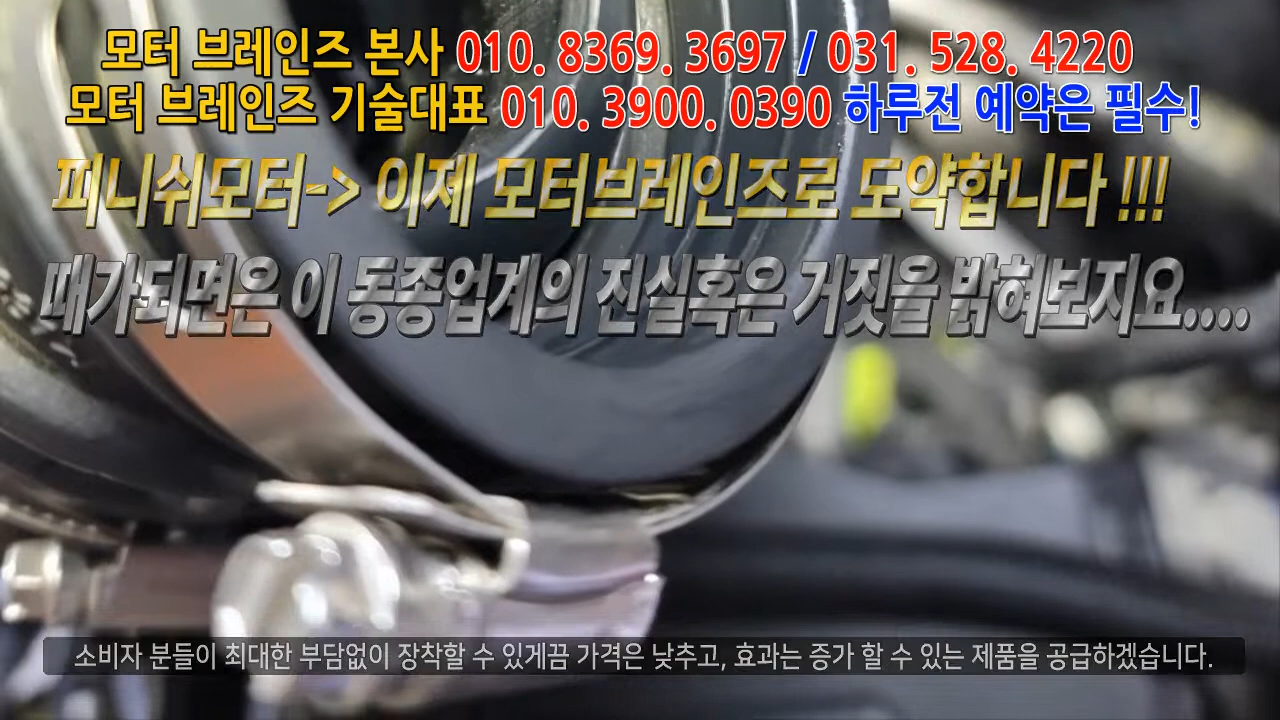 모터 브레인즈 본사 010. 8369. 3697 / 031. 528. 4220
모터 브레인즈 기술대표 010. 3900. 0390 하루전 예약은 필수!
피니쉬모터-> 이제 모터브레인즈로 도약합니다 !!!
때가되면은 이 동종업계의 진실혹은 거짓을 밝혀보지요....
소비자 분들이 최대한 부담없이 장착할 수 있게끔 가격은 낮추고, 효과는 증가 할 수 있는 제품을 공급하겠습니다.